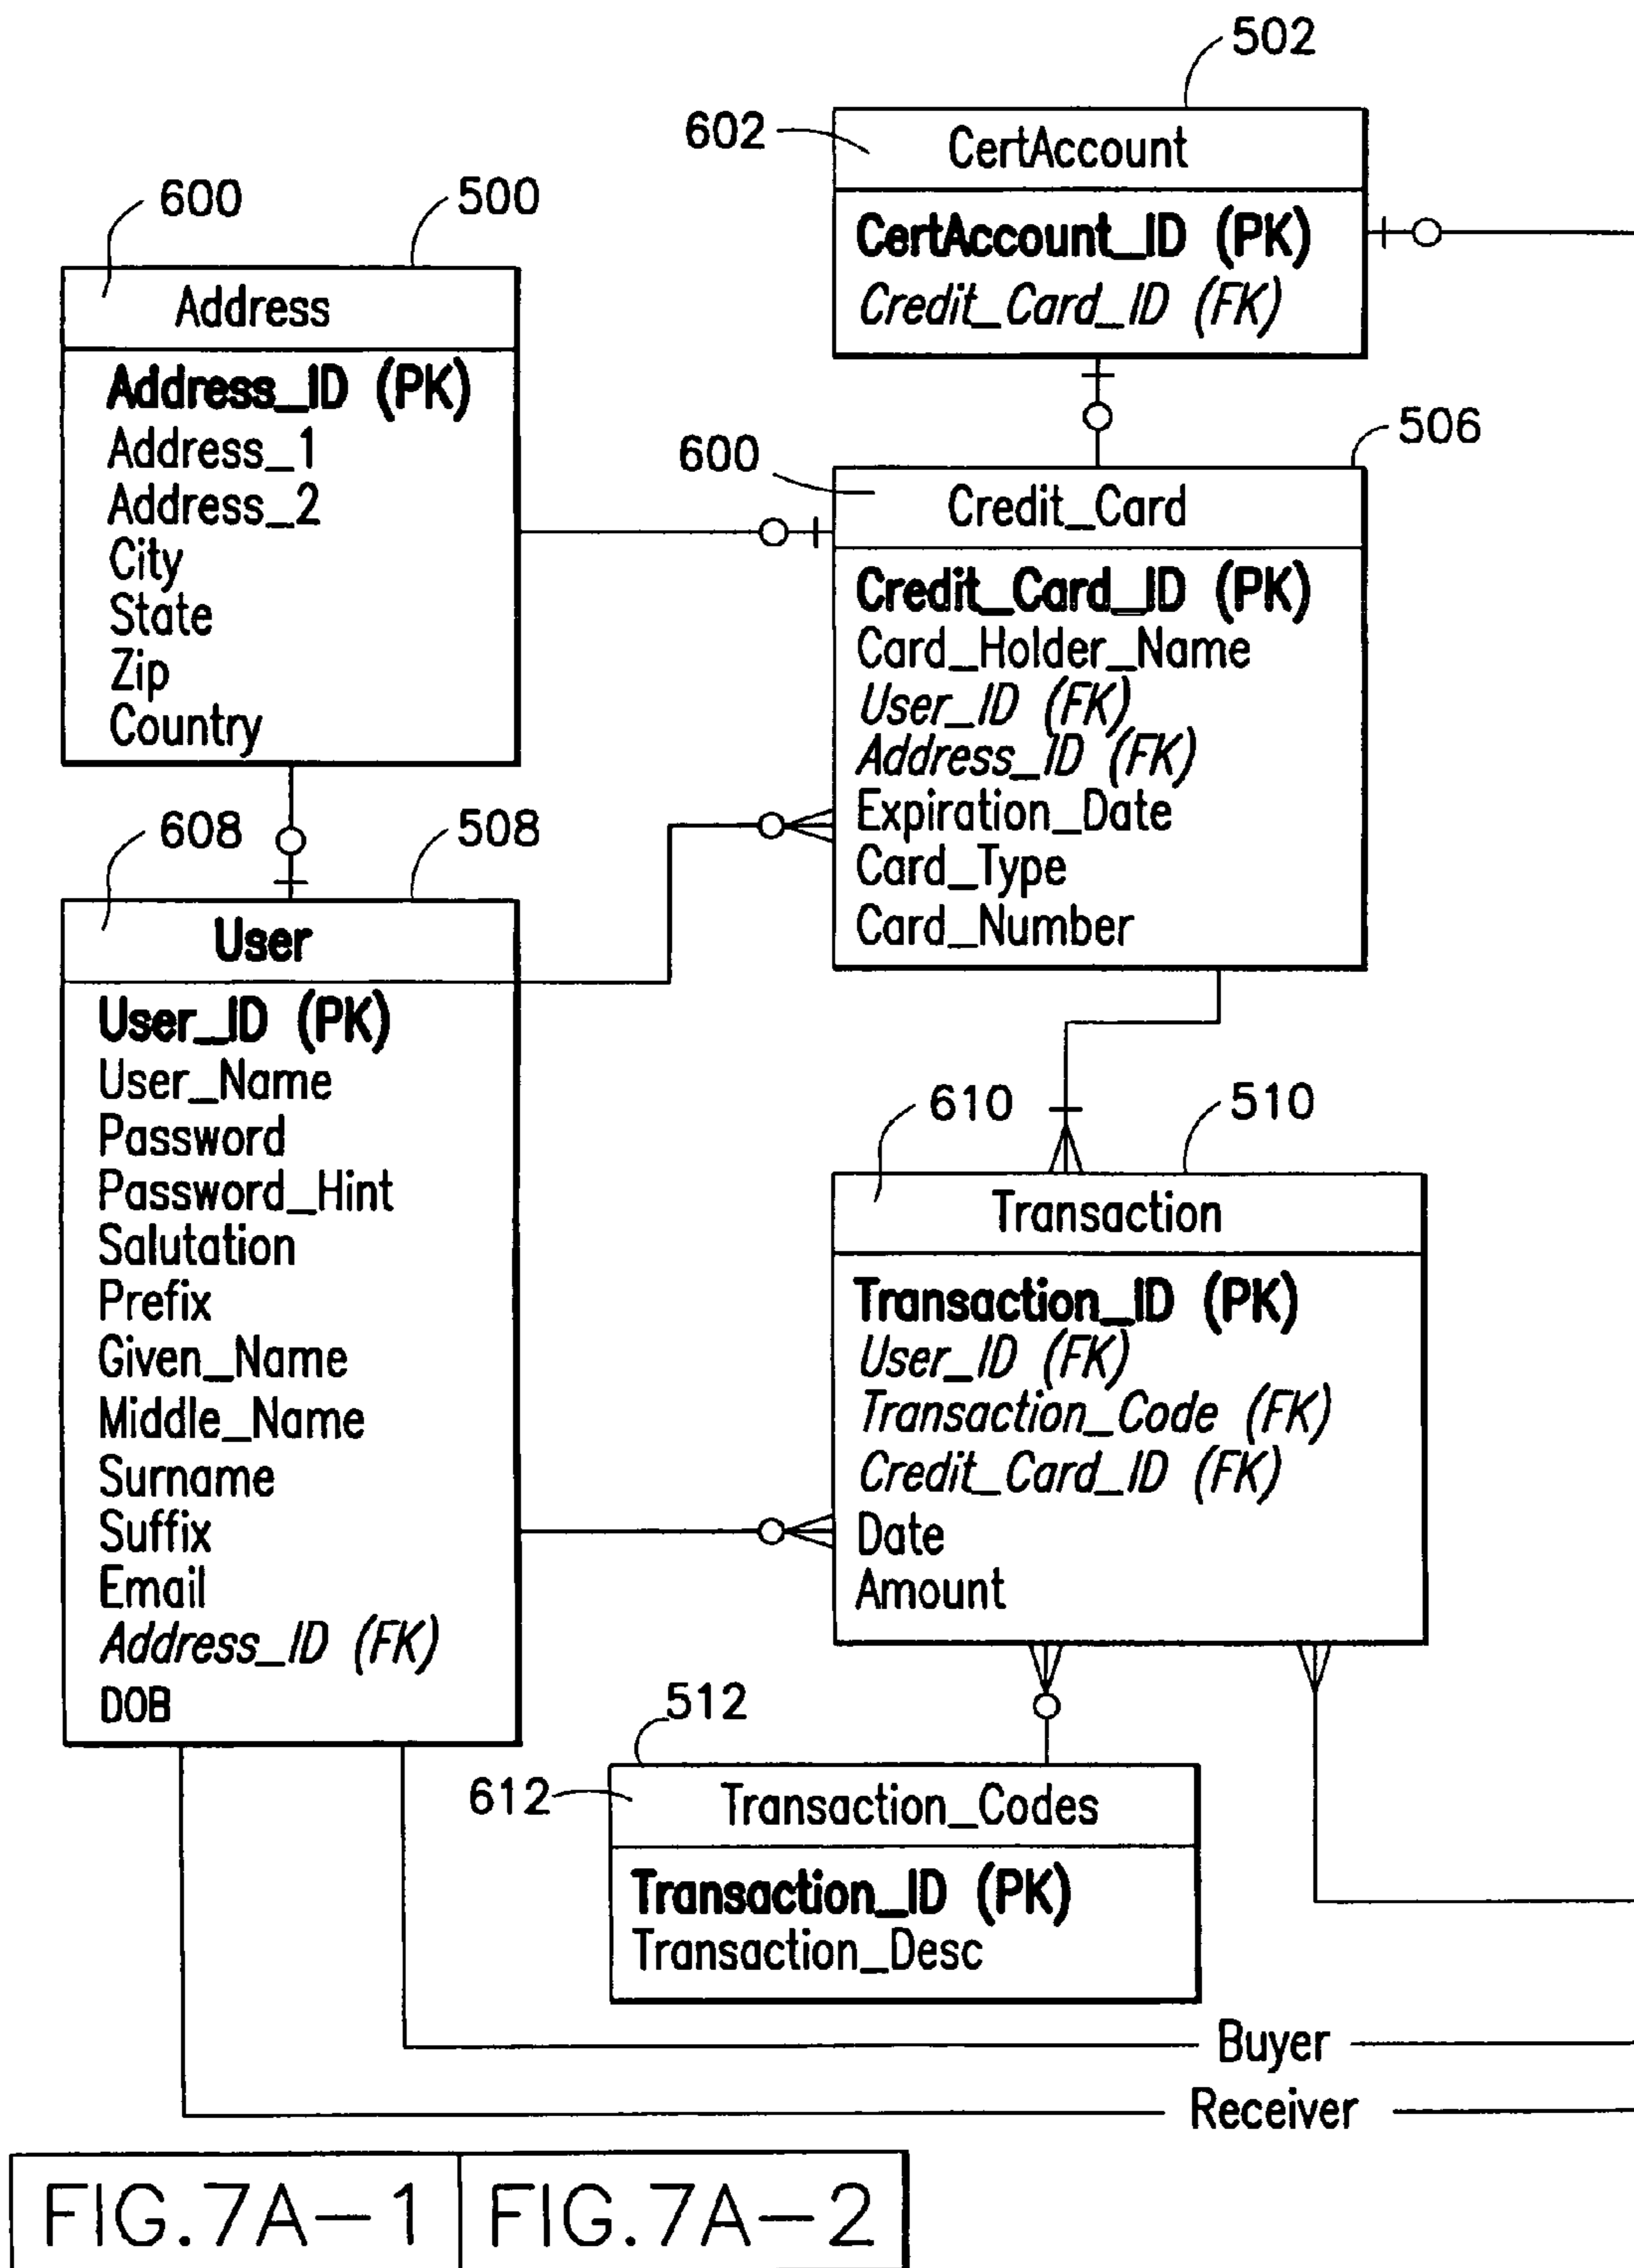 502
602
CertAccount
CertAccount_ID (PK)
Credit_Card_ID (FK)
600
500
Address
Address_ID (PK)
Address_1
Address_2
City
State
Zip
Country
600
506
Credit_Card
Credit_Card_ID (PK)
Card_Holder_Name
User_ID (FK)
Address_ID (FK)
Expiration_Date
Card_Type
Card_Number
608
508
User
User_ID (PK)
User_Name
Password
Password_Hint
Salutation
Prefix
Given_Name
Middle_Name
Surname
Suffix
Email
Address_ID (FK)
DOB
610
510
Transaction
Transaction_ID (PK)
User_ID (FK)
Transaction_Code (FK)
Credit_Card_ID (FK)
Date
Amount
512
612
Transaction_Codes
Transaction_ID (PK)
Transaction_Desc
Buyer
Receiver
FIG.7A-1 FIG.7A-2